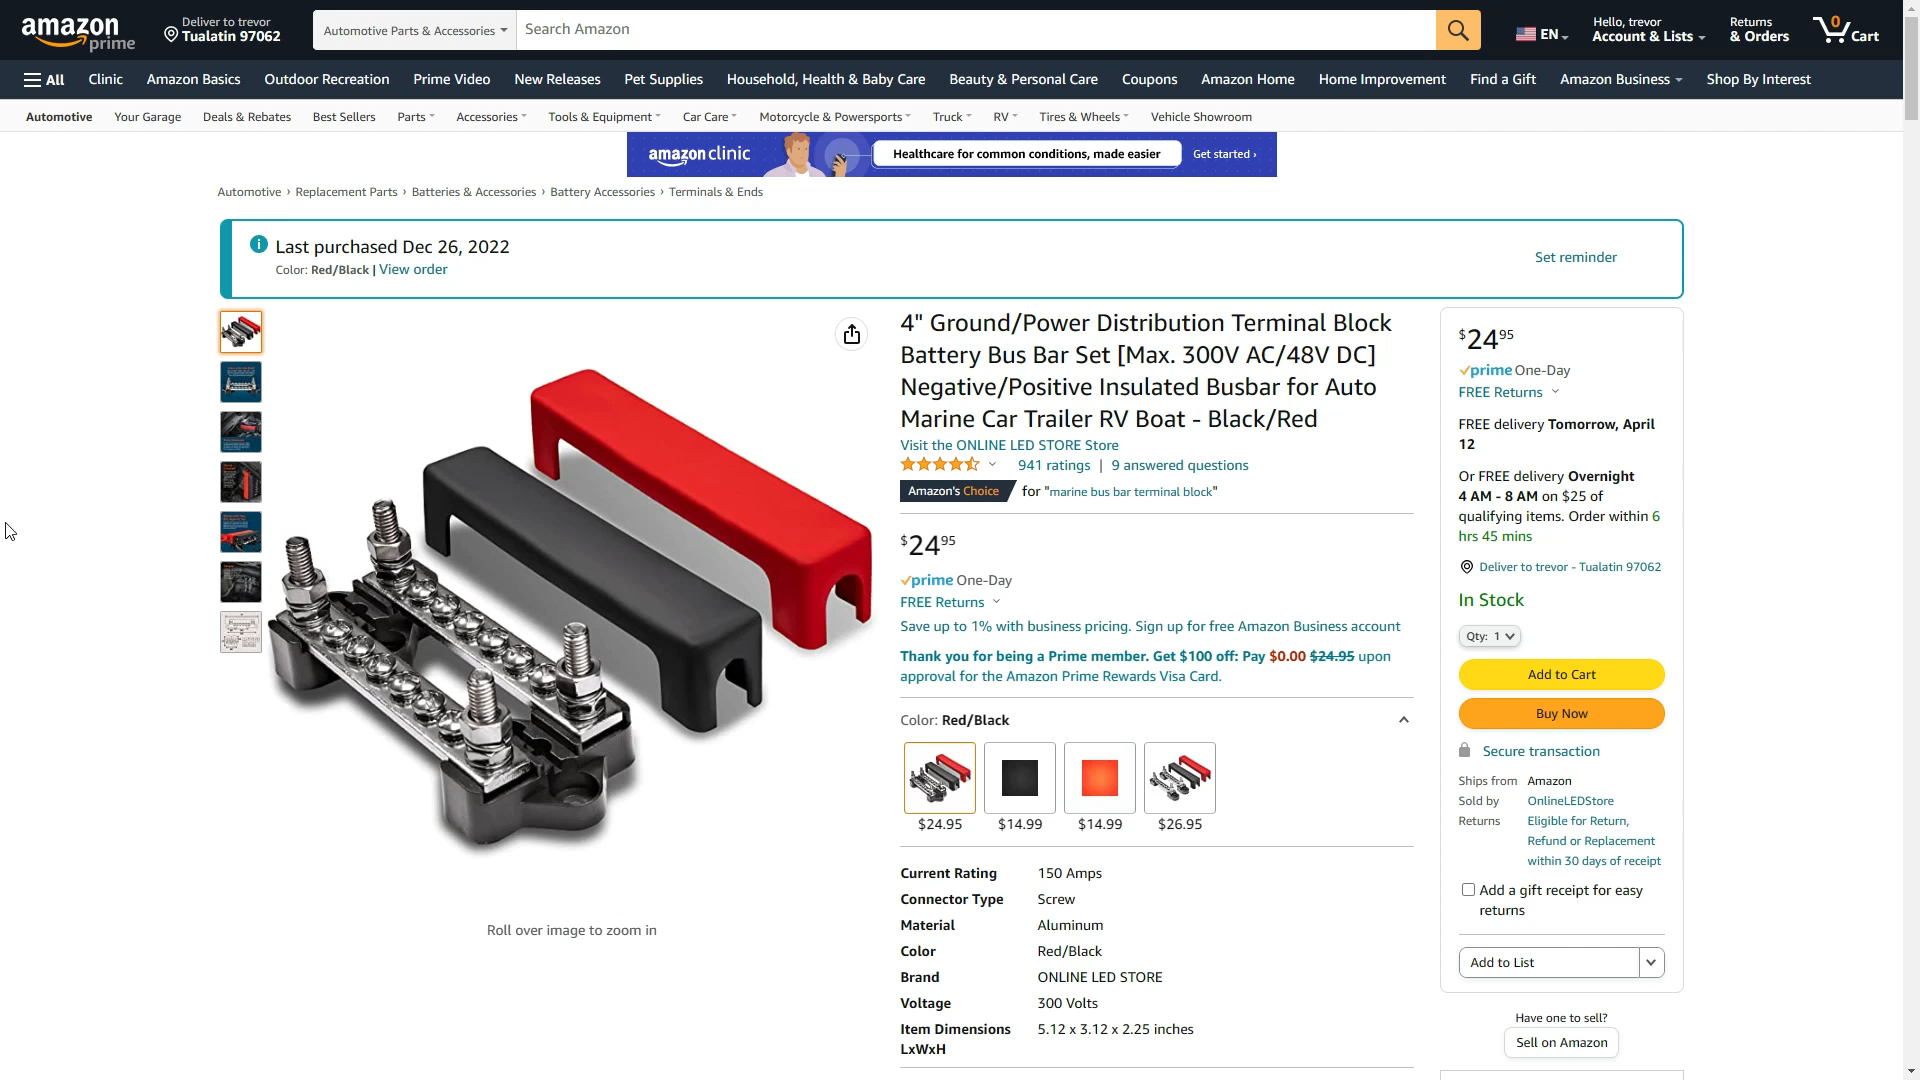 amazon
prime
Deliver to trevor
Tualatin 97062
Automotive Parts & Accessories
Search Amazon
EN
Hello, trevor
Account & Lists
Returns
& Orders
0
Cart
All
Clinic
Amazon Basics
Outdoor Recreation
Prime Video
New Releases
Pet Supplies
Household, Health & Baby Care
Beauty & Personal Care
Coupons
Amazon Home
Home Improvement
Find a Gift
Amazon Business
Shop By Interest
Automotive
Your Garage
Deals & Rebates
Best Sellers
Parts
Accessories
Tools & Equipment
Car Care
Motorcycle & Powersports
Truck
RV
Tires & Wheels
Vehicle Showroom
amazon clinic
Healthcare for common conditions, made easier
Get started ›
Automotive › Replacement Parts › Batteries & Accessories › Battery Accessories › Terminals & Ends
i
Last purchased Dec 26, 2022
Color: Red/Black | View order
Set reminder
Roll over image to zoom in
4" Ground/Power Distribution Terminal Block
Battery Bus Bar Set [Max. 300V AC/48V DC]
Negative/Positive Insulated Busbar for Auto
Marine Car Trailer RV Boat - Black/Red
Visit the ONLINE LED STORE Store
941 ratings | 9 answered questions
Amazon's Choice for "marine bus bar terminal block"
$2495
prime One-Day
FREE Returns
Save up to 1% with business pricing. Sign up for free Amazon Business account
Thank you for being a Prime member. Get $100 off: Pay $0.00 $24.95 upon
approval for the Amazon Prime Rewards Visa Card.
Color: Red/Black
$24.95
$14.99
$14.99
$26.95
Current Rating 150 Amps
Connector Type Screw
Material Aluminum
Color Red/Black
Brand ONLINE LED STORE
Voltage 300 Volts
Item Dimensions 5.12 x 3.12 x 2.25 inches
LxWxH
$2495
prime One-Day
FREE Returns
FREE delivery Tomorrow, April
12
Or FREE delivery Overnight
4 AM - 8 AM on $25 of
qualifying items. Order within 6
hrs 45 mins
Deliver to trevor - Tualatin 97062
In Stock
Qty: 1
Add to Cart
Buy Now
Secure transaction
Ships from Amazon
Sold by OnlineLEDStore
Returns Eligible for Return,
Refund or Replacement
within 30 days of receipt
Add a gift receipt for easy
returns
Add to List
Have one to sell?
Sell on Amazon